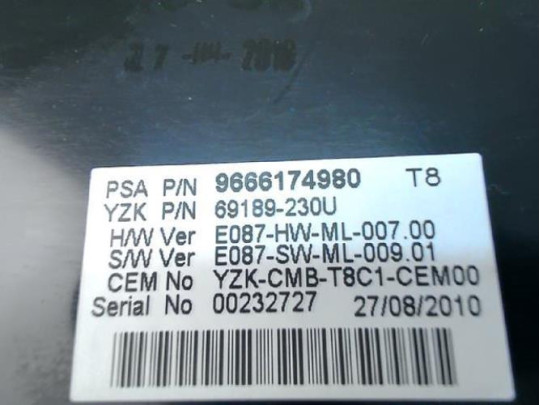 PSA P/N 9666174980 T8
YZK P/N 69189-230U
H/W Ver E087-HW-ML-007.00
S/W Ver E087-SW-ML-009.01
CEM No YZK-CMB-T8C1-CEM00
Serial No 00232727 27/08/2010